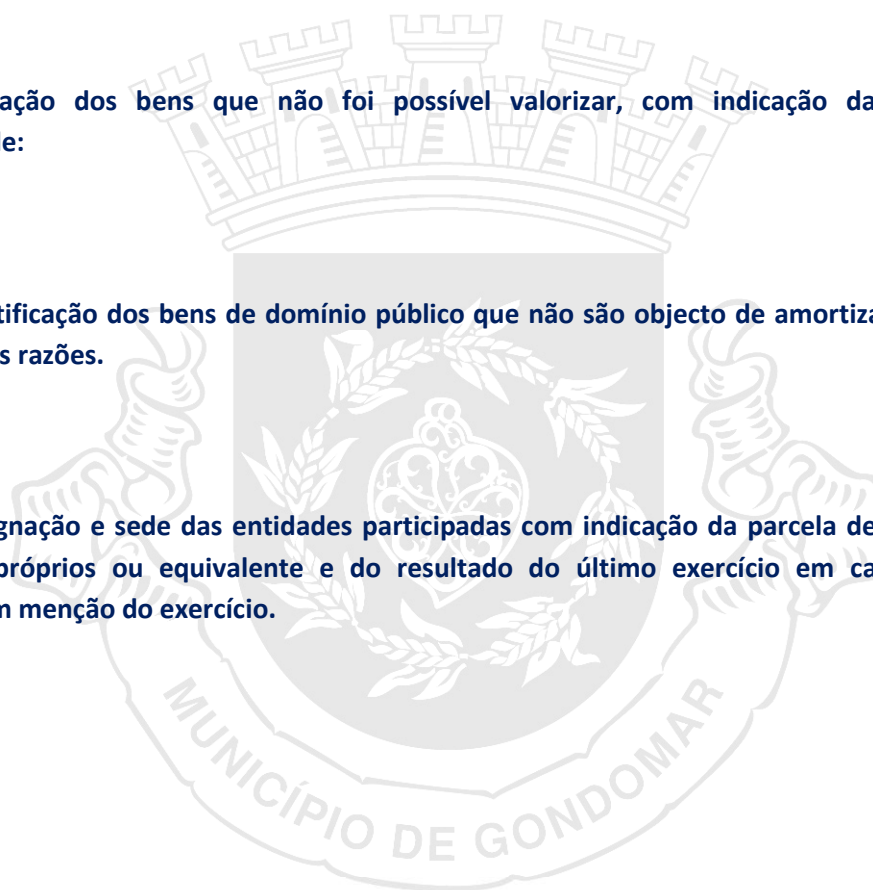 ação dos bens que não foi possível valorizar, com indicação da
le:
tificação dos bens de domínio público que não são objecto de amortiza
s razões.
gnação e sede das entidades participadas com indicação da parcela de
próprios ou equivalente e do resultado do último exercício em ca
m menção do exercício.
MUNICÍPIO DE GONDOMAR